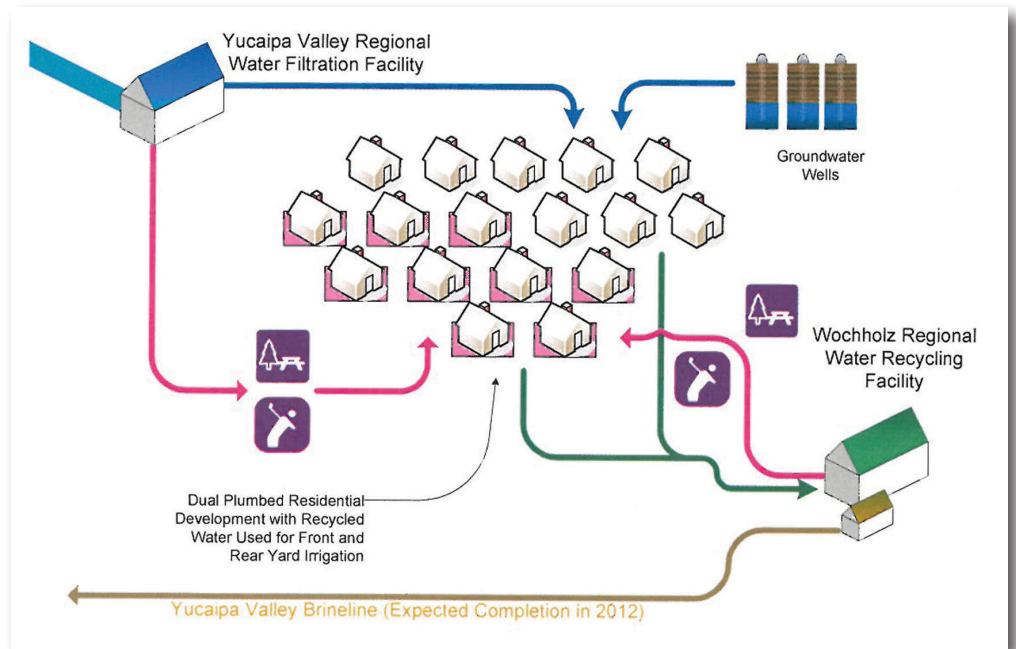 Yucaipa Valley Regional
Water Filtration Facility
Groundwater
Wells
Wochholz Regional
Water Recycling
Facility
Dual Plumbed Residential
Development with Recycled
Water Used for Front and
Rear Yard Irrigation
Yucaipa Valley Brineline (Expected Completion in 2012)